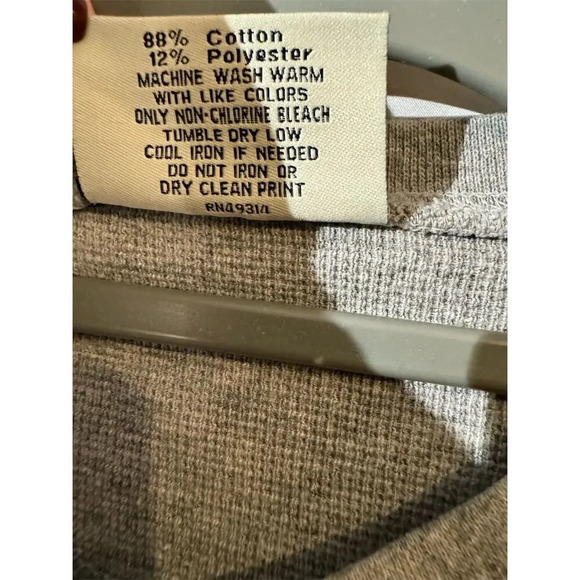 88% Cotton
12% Polyester
MACHINE WASH WARM
WITH LIKE COLORS
ONLY NON-CHLORINE BLEACH
TUMBLE DRY LOW
COOL IRON IF NEEDED
DO NOT IRON OR
DRY CLEAN PRINT
RN49314